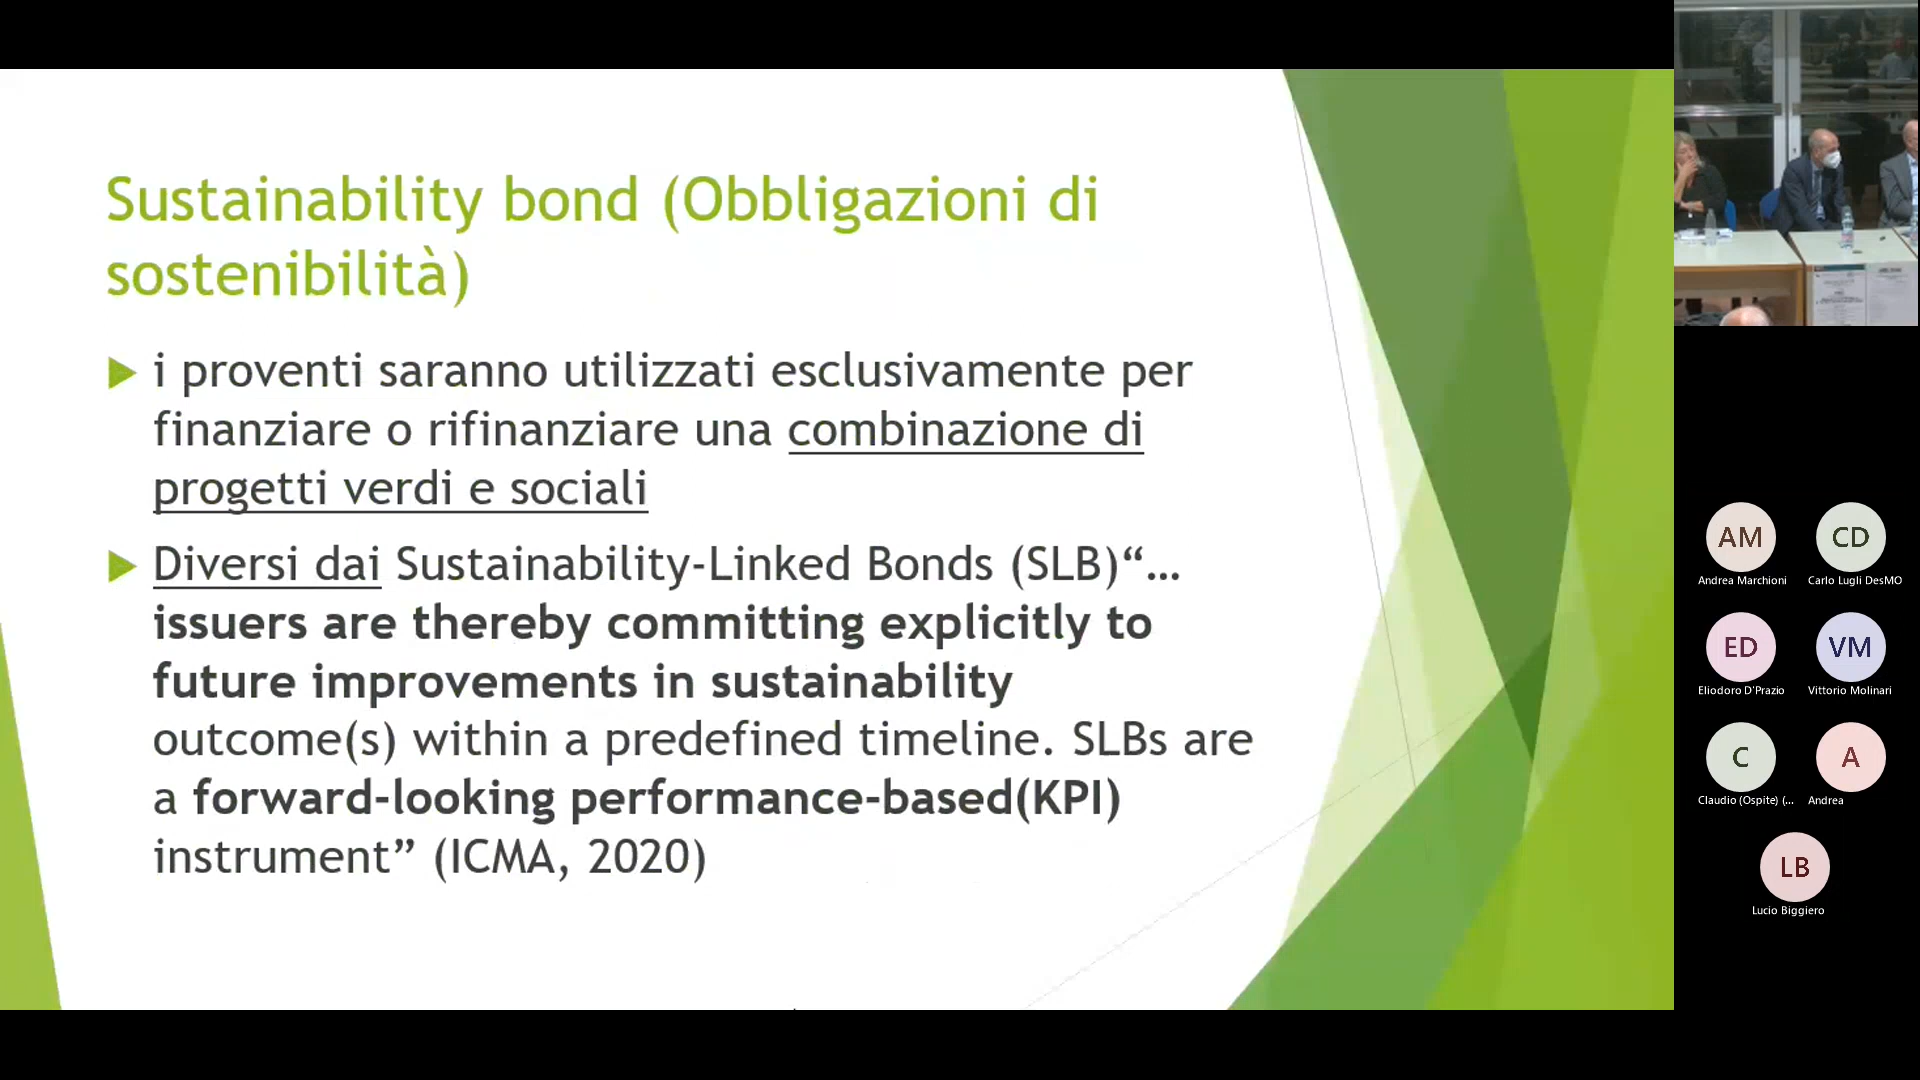 Sustainability bond (Obbligazioni di
sostenibilità)
i proventi saranno utilizzati esclusivamente per
finanziare o rifinanziare una combinazione di
progetti verdi e sociali
Diversi dai Sustainability-Linked Bonds (SLB)“…
issuers are thereby committing explicitly to
future improvements in sustainability
outcome(s) within a predefined timeline. SLBs are
a forward-looking performance-based(KPI)
instrument” (ICMA, 2020)
AM
Andrea Marchioni
CD
Carlo Lugli DesMO
ED
Eliodoro D'Prazio
VM
Vittorio Molinari
C
Claudio (Ospite) (...
A
Andrea
LB
Lucio Biggiero